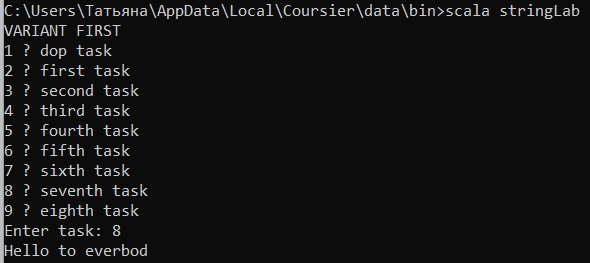 C:\Users\Татьяна\AppData\Local\Coursier\data\bin>scala stringLab
VARIANT FIRST
1 ? dop task
2 ? first task
3 ? second task
4 ? third task
5 ? fourth task
6 ? fifth task
7 ? sixth task
8 ? seventh task
9 ? eighth task
Enter task: 8
Hello to everbod